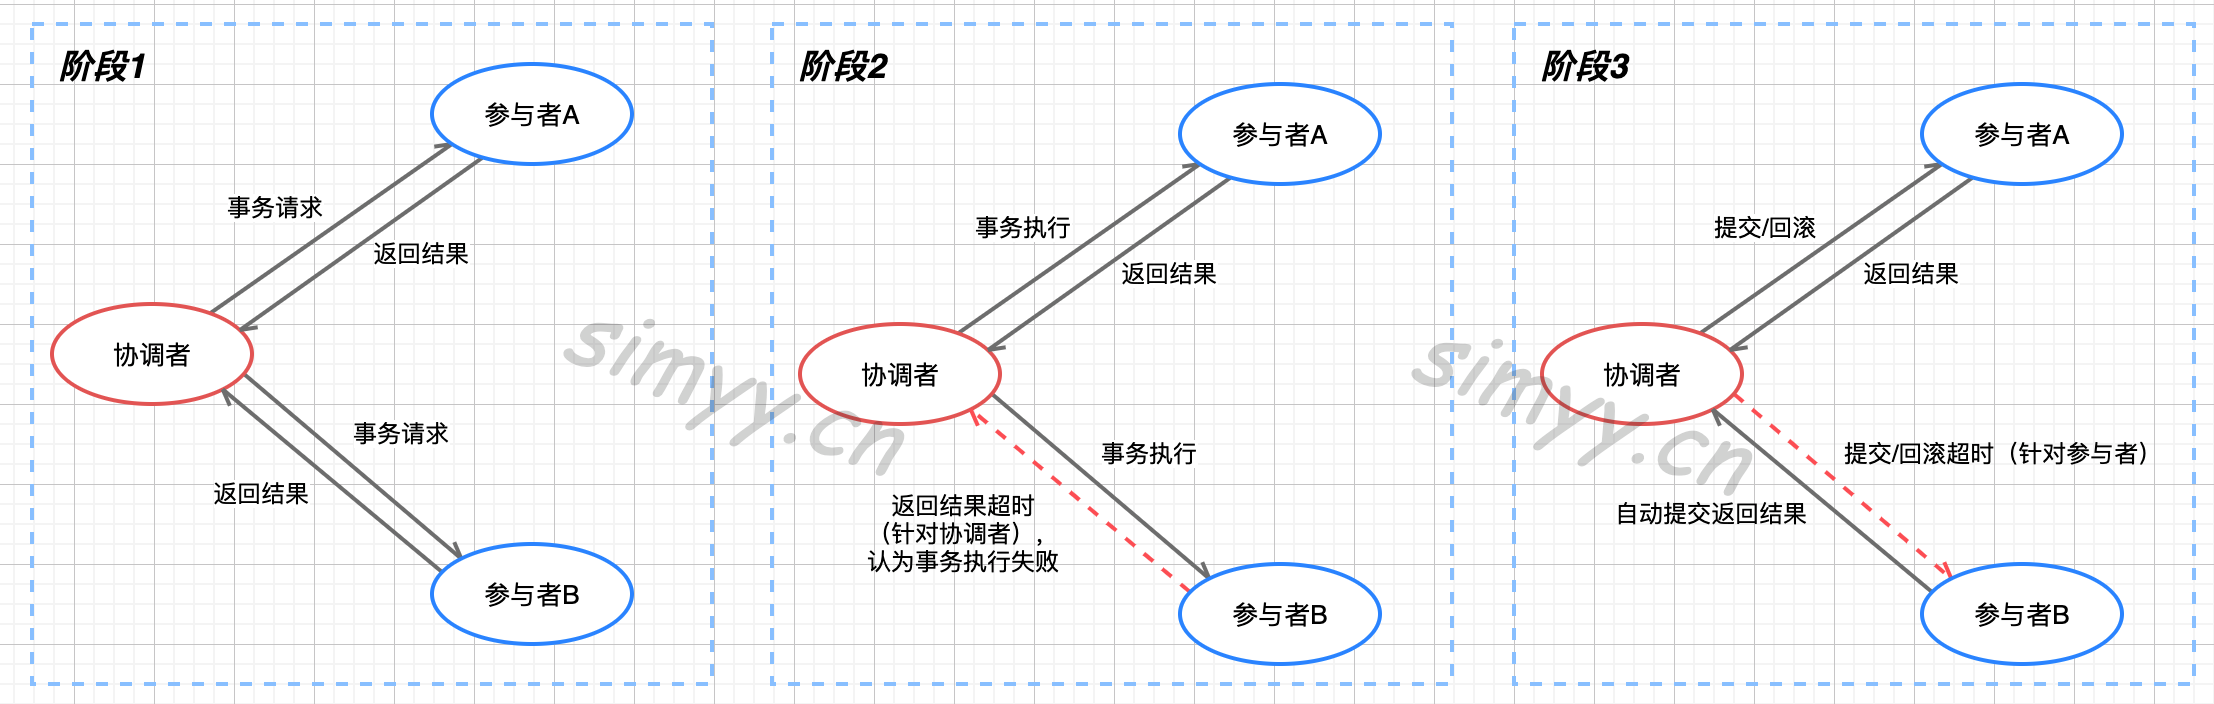 阶段1
参与者A
事务请求
返回结果
协调者
事务请求
返回结果
参与者B
阶段2
参与者A
事务执行
返回结果
协调者
事务执行
返回结果超时
（针对协调者），
认为事务执行失败
参与者B
阶段3
参与者A
提交/回滚
返回结果
协调者
提交/回滚超时（针对参与者）
自动提交返回结果
参与者B
simyy.cn
simyy.cn